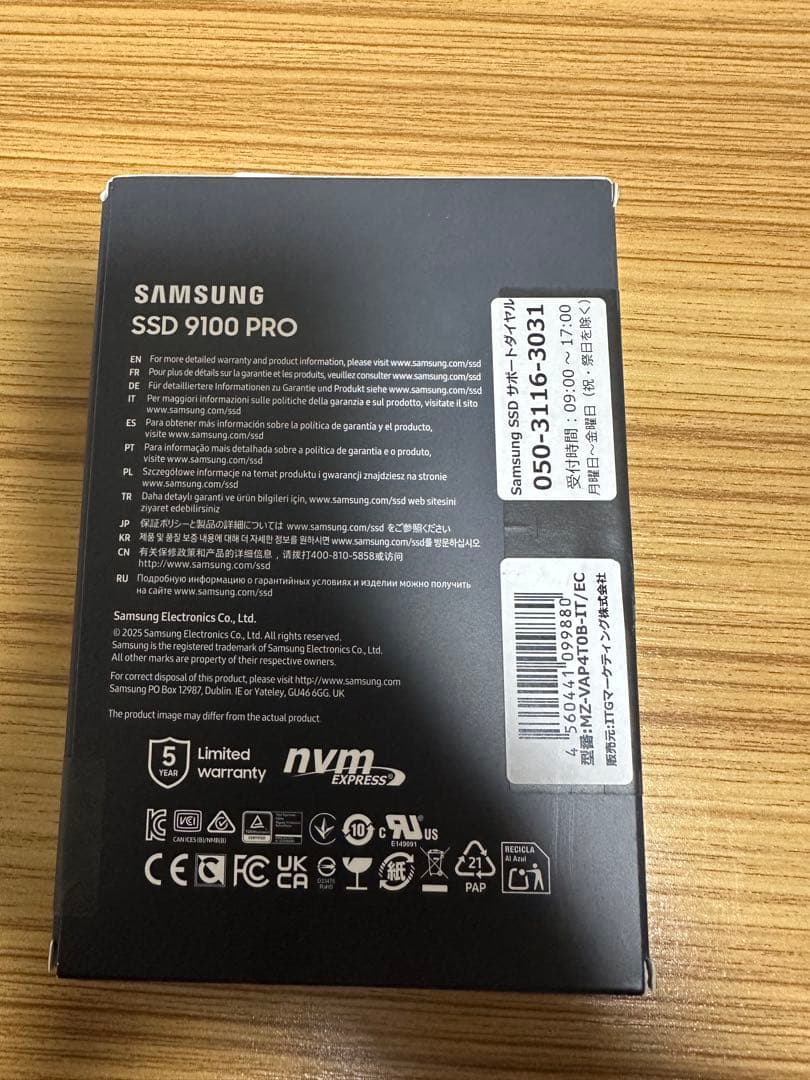 SAMSUNG
SSD 9100 PRO
EN For more detailed warranty and product information, please visit www.samsung.com/ssd
FR Pour plus de détails sur la garantie et les produits, veuillez consulter www.samsung.com/ssd
DE Für detailliertere Informationen zu Garantie und Produkt siehe www.samsung.com/ssd
IT Per maggiori informazioni sulle politiche della garanzia e sul prodotto, visitate il sito
www.samsung.com/ssd
ES Para obtener más información sobre la política de garantía y el producto,
visite www.samsung.com/ssd
PT Para informação mais detalhada sobre a política de garantia e o produto,
visite www.samsung.com/ssd
PL Szczegółowe informacje na temat produktu i gwarancji znajdziesz na stronie
www.samsung.com/ssd
TR Daha detaylı garanti ve ürün bilgileri için, www.samsung.com/ssd web sitesini
ziyaret edebilirsiniz
JP 保証ポリシーと製品の詳細については www.samsung.com/ssd をご参照ください
KR 제품 및 품질 보증 내용에 대해 더 자세한 정보를 원하시면 www.samsung.com/ssd를 방문하십시오
CN 有关保修政策和产品的详细信息，请拨打400-810-5858或访问
http://www.samsung.com/ssd
RU Подробную информацию о гарантийных условиях и изделии можно получить
на сайте www.samsung.com/ssd
Samsung Electronics Co., Ltd.
© 2025 Samsung Electronics Co., Ltd. All rights reserved.
Samsung is the registered trademark of Samsung Electronics Co., Ltd.
All other marks are property of their respective owners.
For correct disposal of this product, please visit http://www.samsung.com
Samsung PO Box 12987, Dublin. IE or Yateley, GU46 6GG. UK
The product image may differ from the actual product.
5
YEAR
Limited
warranty
nvm
EXPRESS®
VCI
CAN ICES (B)/NMB(B)
10
c RU US
E149091
CE
FC
UK
CA
紙
21
PAP
RECICLA
Al Azul
Samsung SSD サポートダイヤル
050-3116-3031
受付時間：09:00 ～ 17:00
月曜日～金曜日（祝・祭日を除く）
4 560441 099880
型番:MZ-VAP4T0B-IT/EC
販売元:ITGマーケティング株式会社